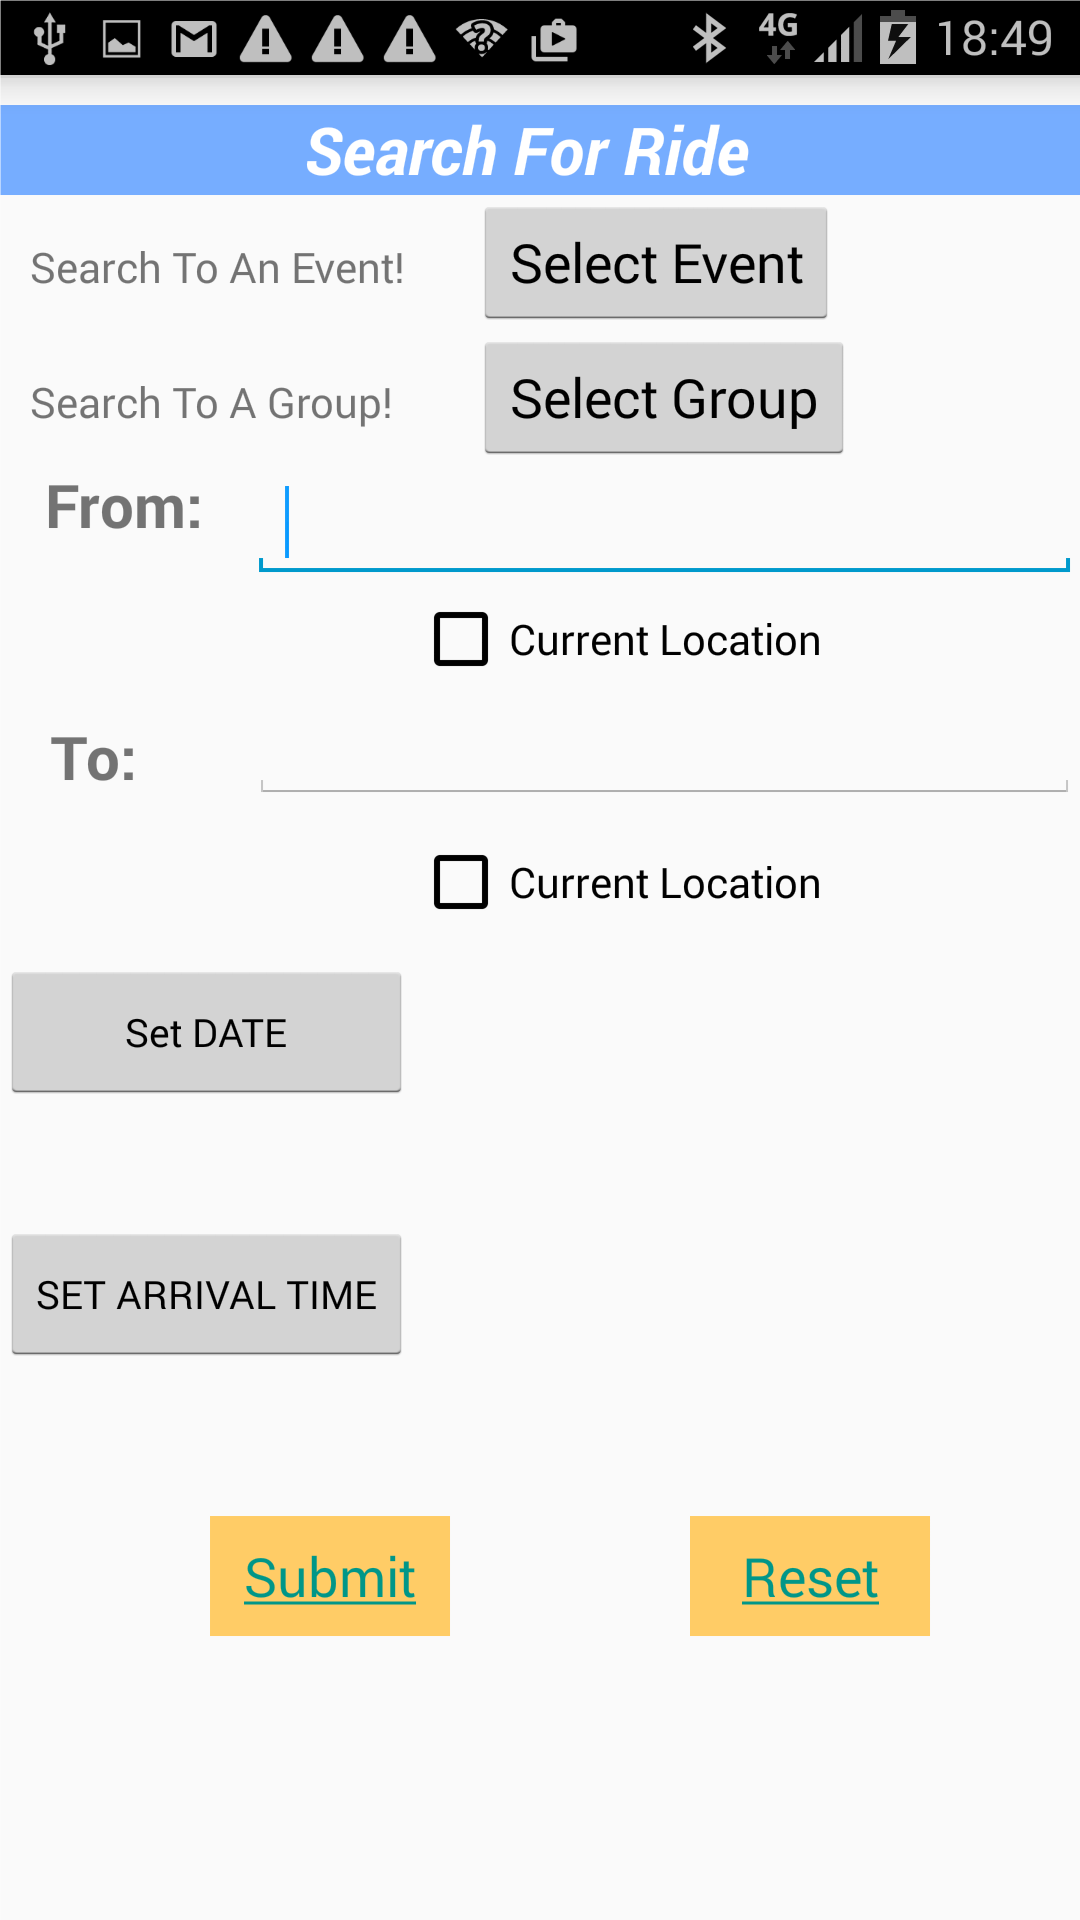 4G 18:49
Search For Ride
Search To An Event! Select Event
Search To A Group! Select Group
From:
Current Location
To:
Current Location
Set DATE
SET ARRIVAL TIME
Submit Reset